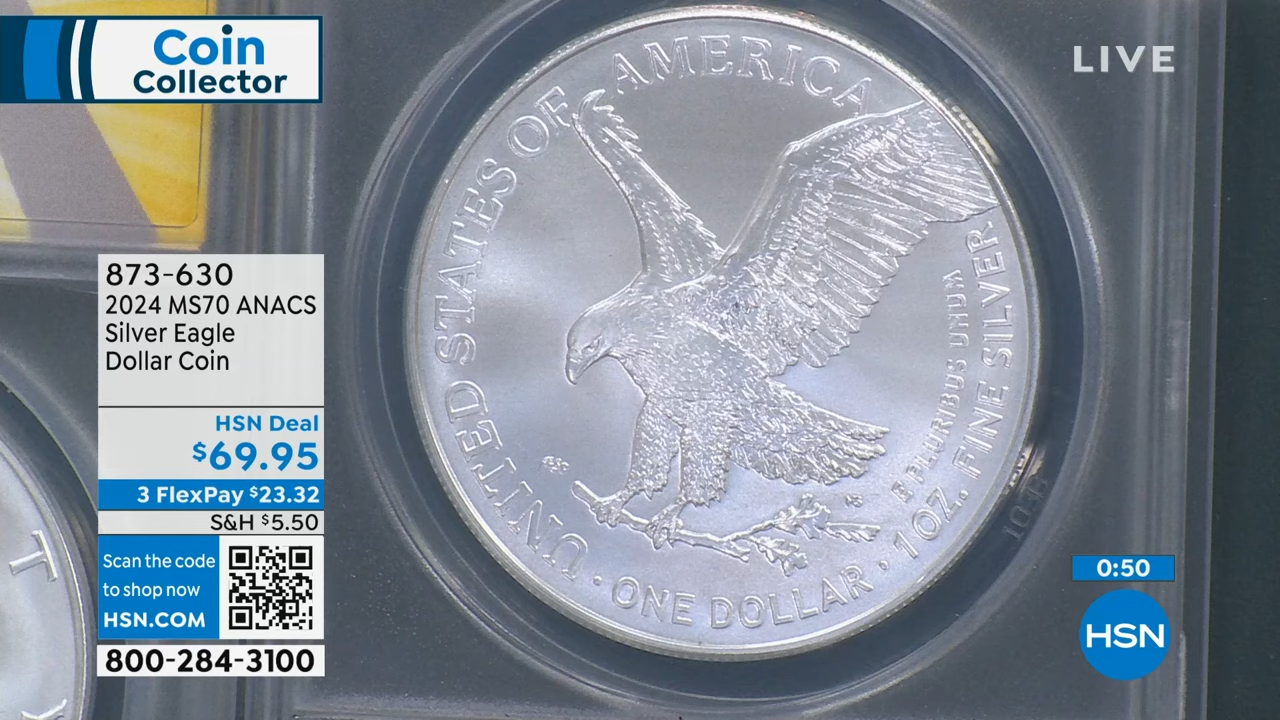 Coin
Collector
LIVE
873-630
2024 MS70 ANACS
Silver Eagle
Dollar Coin
HSN Deal
$69.95
3 FlexPay $23.32
S&H $5.50
Scan the code
to shop now
HSN.COM
800-284-3100
UNITED STATES OF AMERICA
E PLURIBUS UNUM
1 OZ. FINE SILVER
• ONE DOLLAR •
T
0:50
HSN